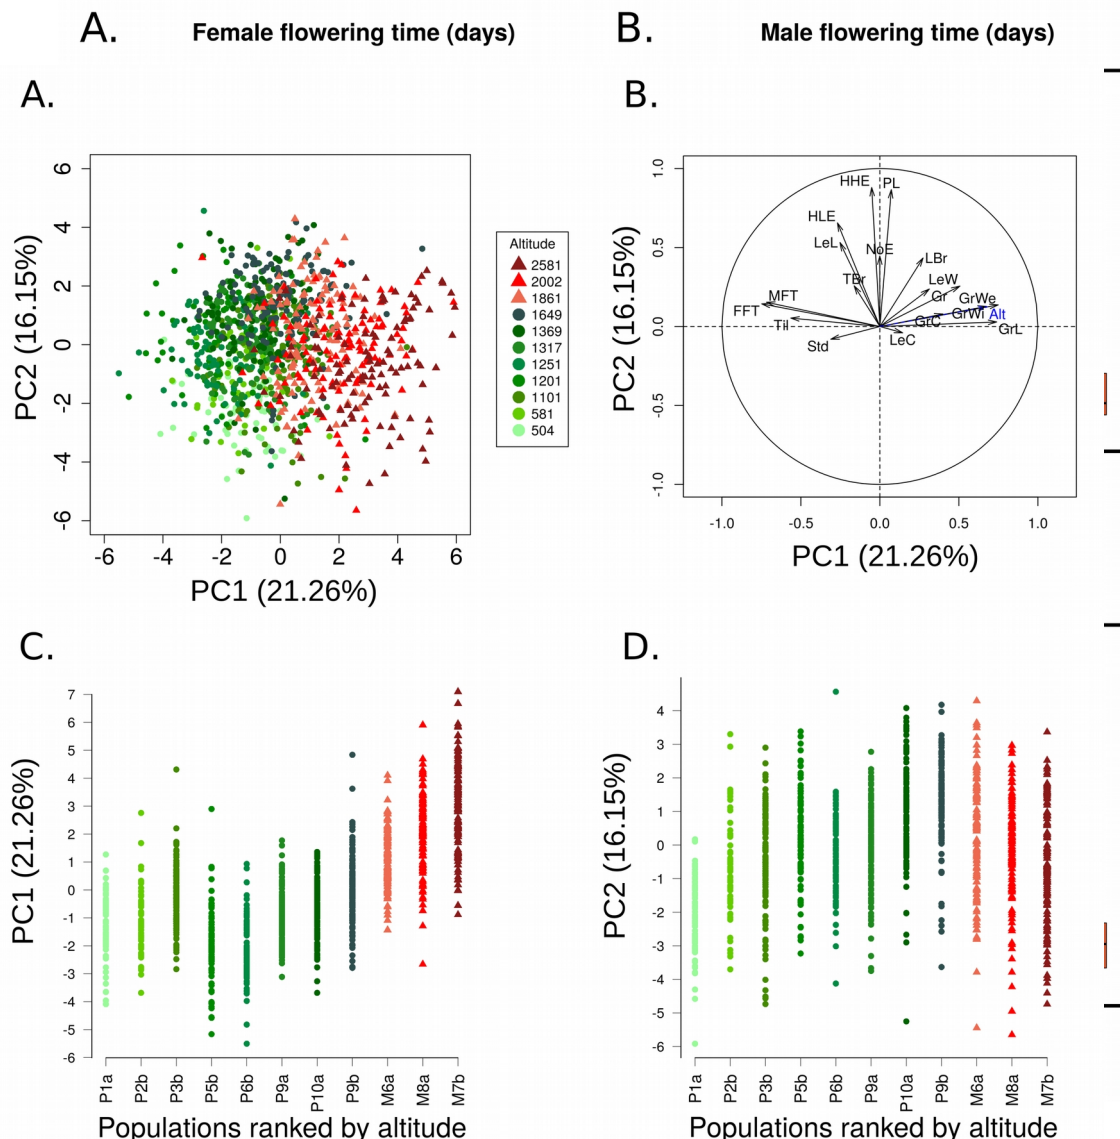 A. Female flowering time (days)
B. Male flowering time (days)
A.
6
4
2
0
-2
-4
-6
PC2 (16.15%)
-6 -4 -2 0 2 4 6
PC1 (21.26%)
Altitude
2581
2002
1861
1649
1369
1317
1251
1201
1101
581
504
B.
1.0
0.5
0.0
-0.5
-1.0
PC2 (16.15%)
HHE PL
HLE
LeL
NoE
LBr
TBr
LeW
Gr
MFT
GrWe
FFT
GrWi Alt
Til
GrC
GrL
Std
LeC
-1.0 -0.5 0.0 0.5 1.0
PC1 (21.26%)
C.
7
6
5
4
3
2
1
0
-1
-2
-3
-4
-5
-6
PC1 (21.26%)
P1a P2b P3b P5b P6b P9a P10a P9b M6a M8a M7b
Populations ranked by altitude
D.
4
3
2
1
0
-1
-2
-3
-4
-5
-6
PC2 (16.15%)
P1a P2b P3b P5b P6b P9a P10a P9b M6a M8a M7b
Populations ranked by altitude